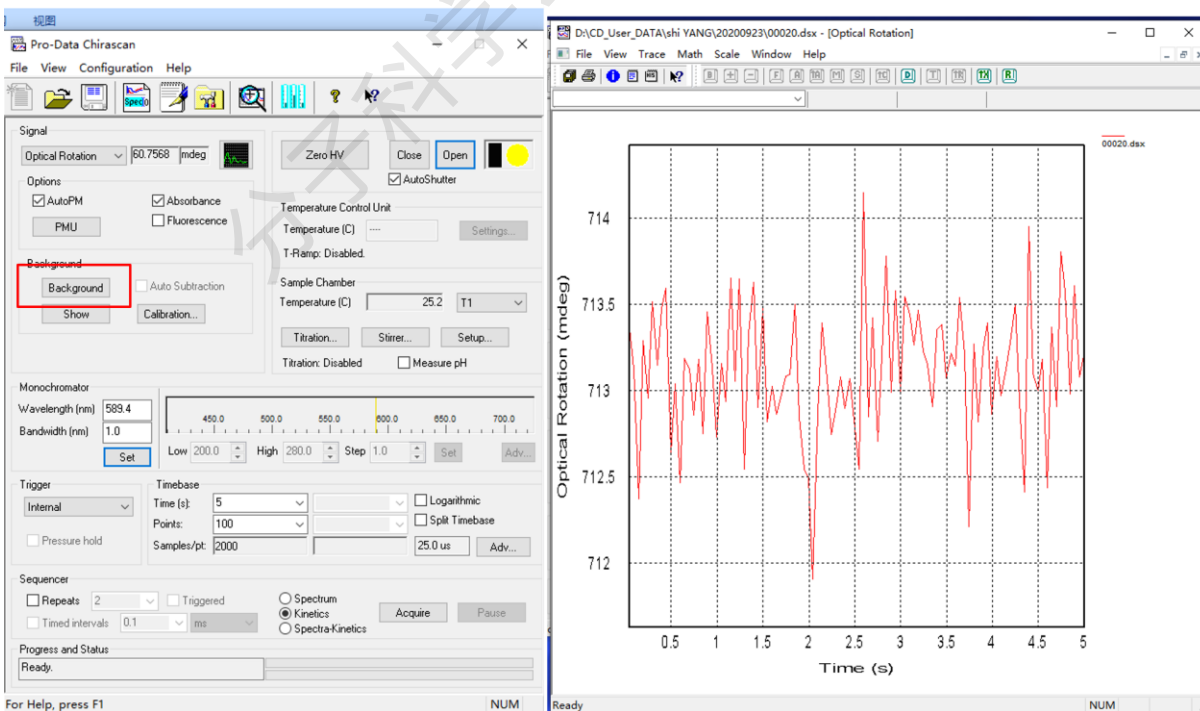 视图
Pro-Data Chirascan
File View Configuration Help
Signal
Optical Rotation 60.7568 mdeg
Zero HV Close Open
AutoShutter
Options
AutoPM Absorbance
PMU Fluorescence
Temperature Control Unit
Temperature (C) ---- Settings...
T-Ramp: Disabled.
Background
Background Auto Subtraction
Show Calibration...
Sample Chamber
Temperature (C) 25.2 T1
Titration... Stirrer... Setup...
Titration: Disabled Measure pH
Monochromator
Wavelength (nm) 589.4
Bandwidth (nm) 1.0
Set
450.0 500.0 550.0 600.0 650.0 700.0
Low 200.0 High 280.0 Step 1.0 Set Adv...
Trigger
Internal
Pressure hold
Timebase
Time (s): 5 Logarithmic
Points: 100 Split Timebase
Samples/pt: 2000 25.0 us Adv...
Sequencer
Repeats 2 Triggered
Timed intervals 0.1 ms
Spectrum
Kinetics
Spectra-Kinetics
Acquire Pause
Progress and Status
Ready.
For Help, press F1 NUM
D:\CD_User_DATA\shi YANG\20200923\00020.dsx - [Optical Rotation]
File View Trace Math Scale Window Help
00020.dsx
Optical Rotation (mdeg)
714
713.5
713
712.5
712
0.5 1 1.5 2 2.5 3 3.5 4 4.5 5
Time (s)
Ready NUM
分子科学